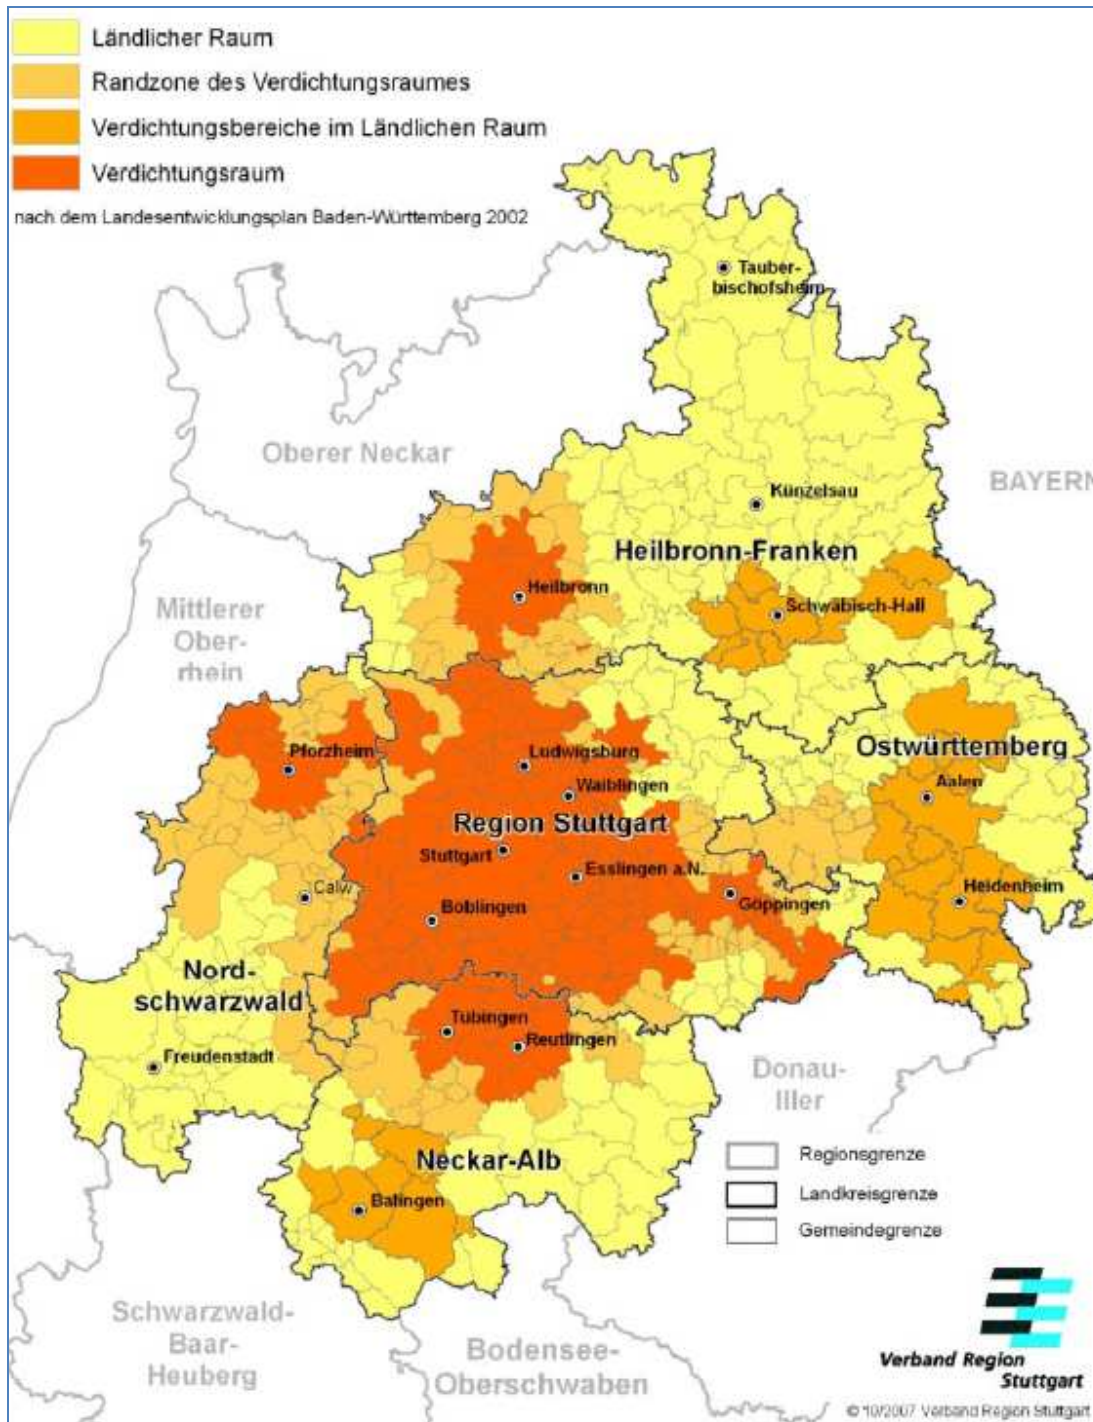 Ländlicher Raum
Randzone des Verdichtungsraumes
Verdichtungsbereiche im Ländlichen Raum
Verdichtungsraum
nach dem Landesentwicklungsplan Baden-Württemberg 2002
Tauber-
bischofsheim
Oberer Neckar
BAYERN
Künzelsau
Heilbronn-Franken
Heilbronn
Schwäbisch-Hall
Mittlerer
Ober-
rhein
Pforzheim
Ludwigsburg
Ostwürttemberg
Aalen
Waiblingen
Region Stuttgart
Stuttgart
Esslingen a.N.
Calw
Göppingen
Heidenheim
Böblingen
Nord-
schwarzwald
Tübingen
Reutlingen
Freudenstadt
Donau-
Iller
Neckar-Alb
Balingen
Regionsgrenze
Landkreisgrenze
Gemeindegrenze
Schwarzwald-
Baar-
Heuberg
Bodensee-
Oberschwaben
Verband Region
Stuttgart
© 10/2007 Verband Region Stuttgart